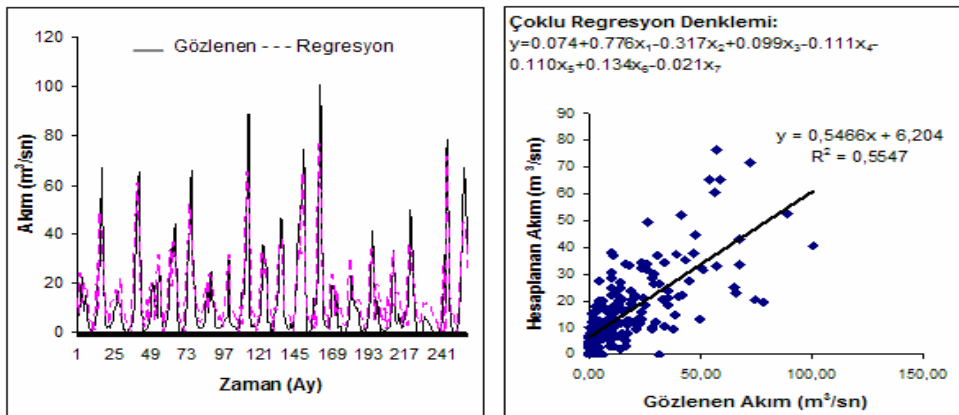 120
100
80
60
40
20
0
Akım (m³/sn)
Gözlenen - - - Regresyon
1 25 49 73 97 121 145 169 193 217 241
Zaman (Ay)
Çoklu Regresyon Denklemi:
y=0.074+0.776x₁-0.317x₂+0.099x₃-0.111x₄-
0.110x₅+0.134x₆-0.021x₇
90
80
70
60
50
40
30
20
10
0
Hesaplanan Akım (m³/sn)
y = 0,5466x + 6,204
R² = 0,5547
0,00 50,00 100,00 150,00
Gözlenen Akım (m³/sn)